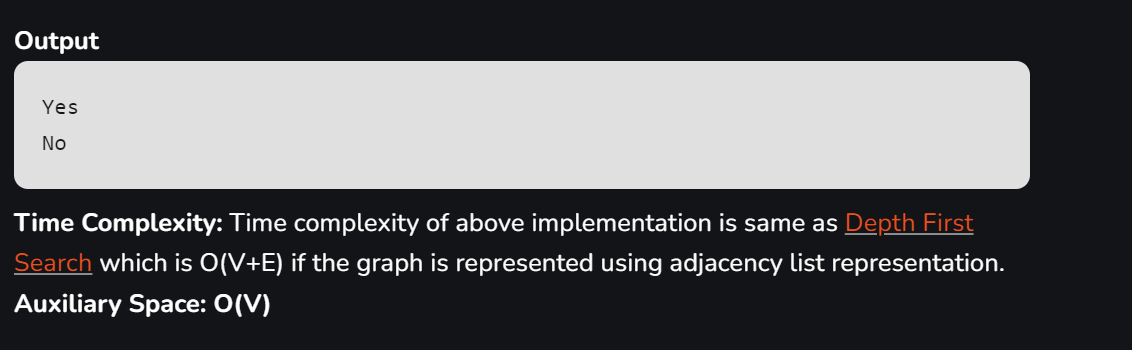 Output
Yes
No
Time Complexity: Time complexity of above implementation is same as Depth First
Search which is O(V+E) if the graph is represented using adjacency list representation.
Auxiliary Space: O(V)